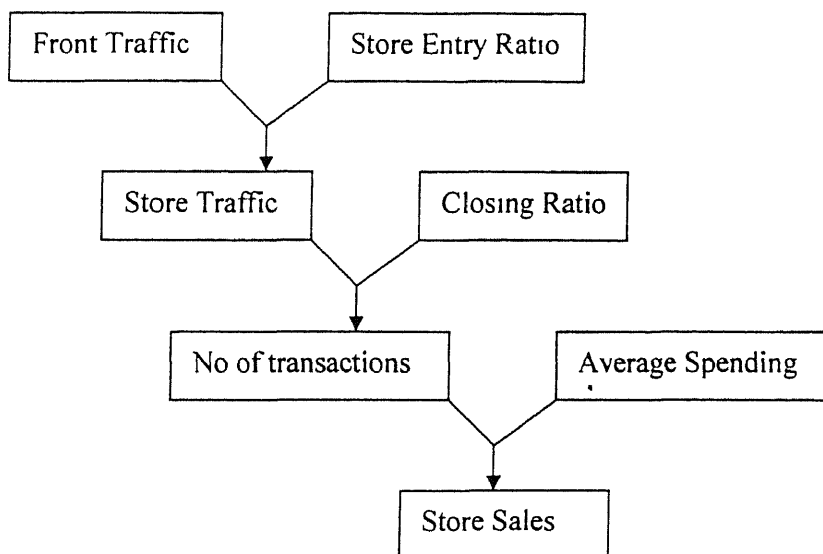 Front Traffic
Store Entry Ratio
Store Traffic
Closing Ratio
No of transactions
Average Spending
Store Sales